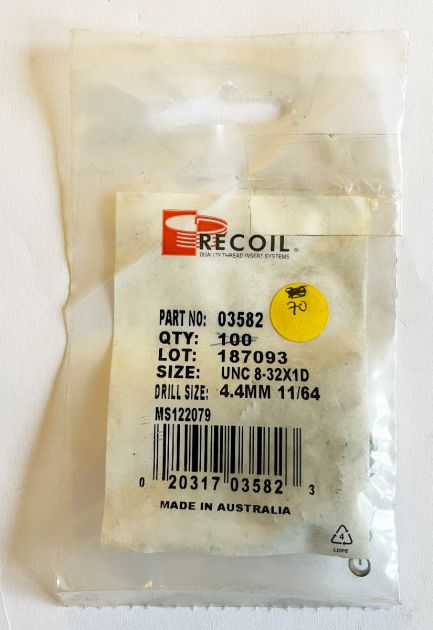 RECOIL®
QUALITY THREAD INSERT SYSTEMS
PART NO: 03582
70
QTY: 100
LOT: 187093
SIZE: UNC 8-32X1D
DRILL SIZE: 4.4MM 11/64
MS122079
0 20317 03582 3
MADE IN AUSTRALIA
4
LDPE